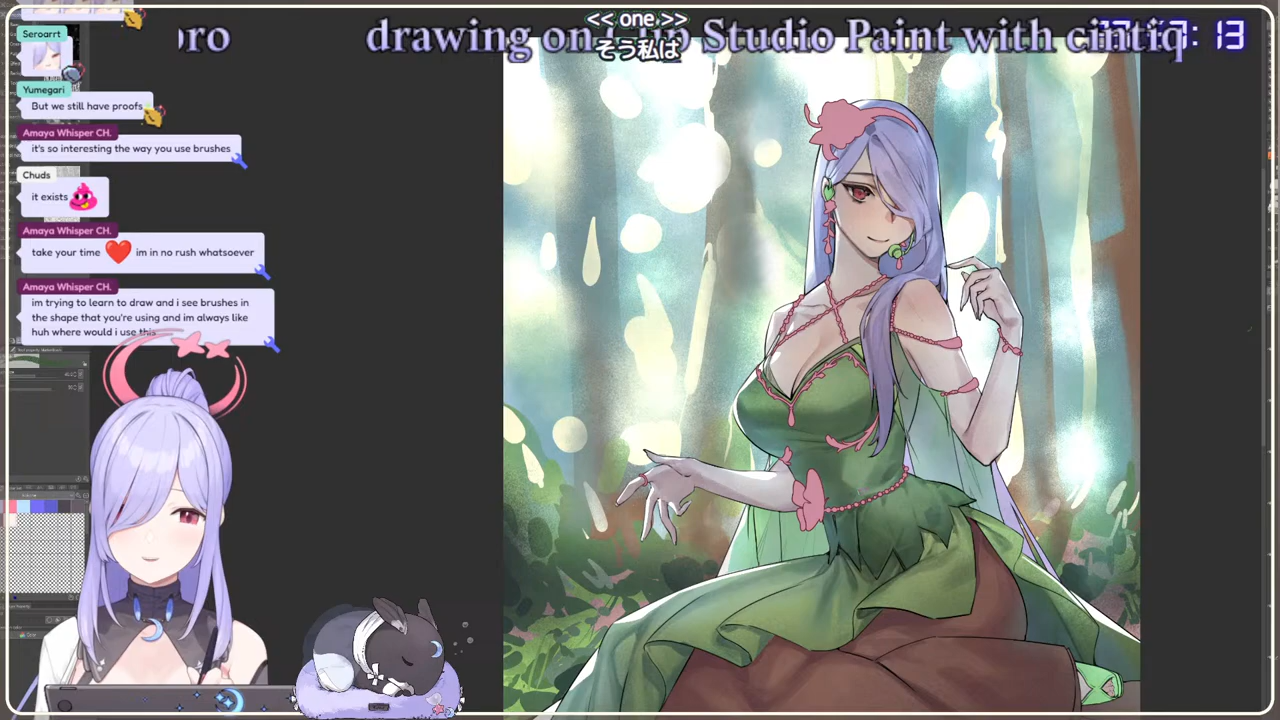 << one >>
そう私は
drawing on Studio Paint with cintiq
Seroarrt
Yumegari
But we still have proofs
Amaya Whisper CH.
it's so interesting the way you use brushes
Chuds
it exists
Amaya Whisper CH.
take your time ❤️ im in no rush whatsoever
Amaya Whisper CH.
im trying to learn to draw and i see brushes in
the shape that you're using and im always like
huh where would i use this